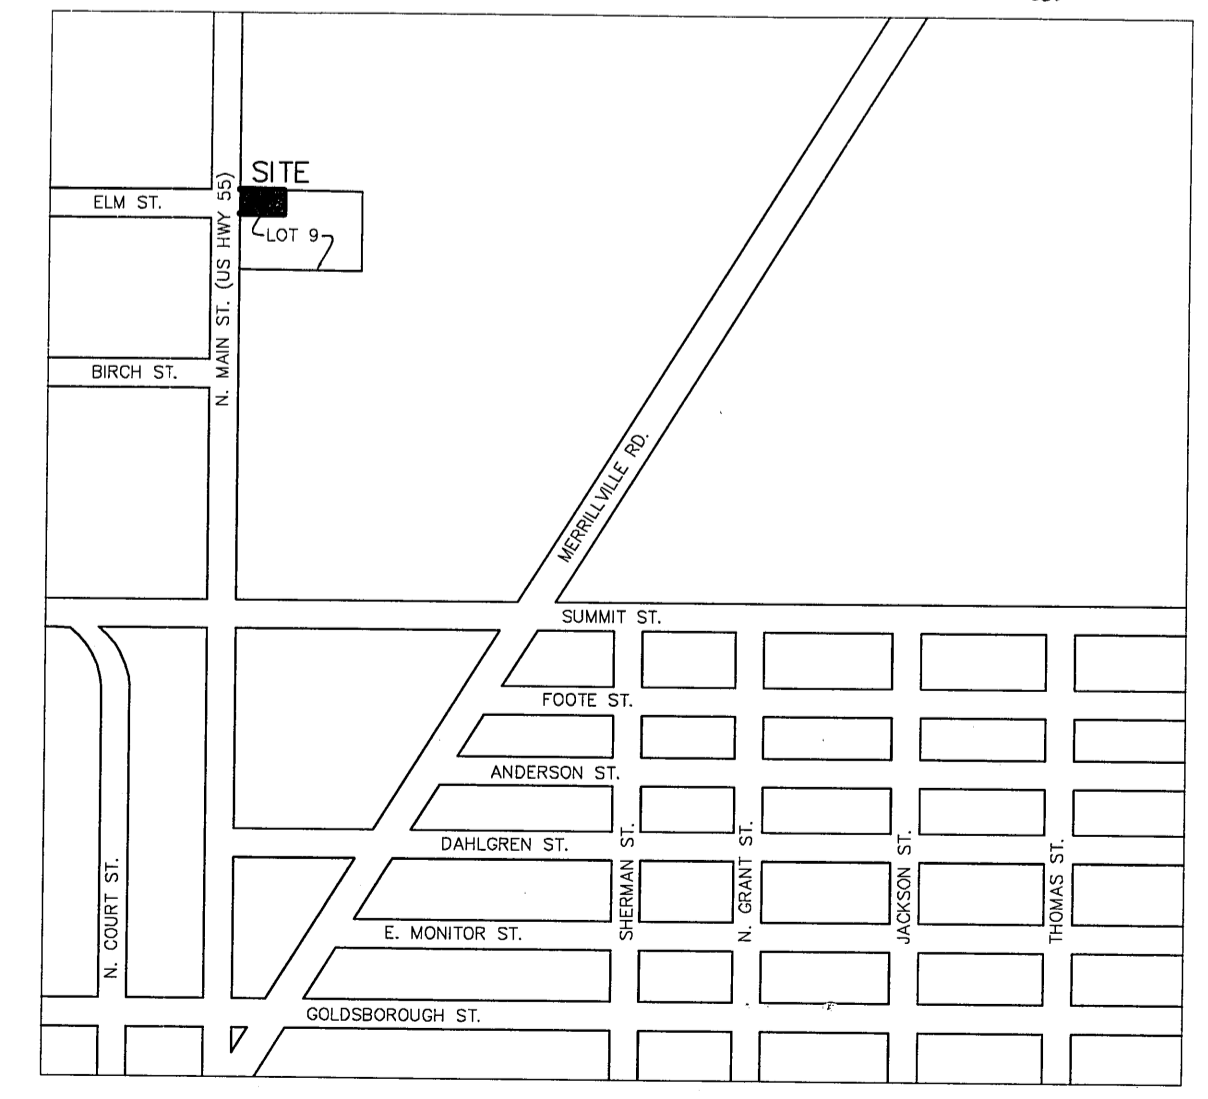 SITE
ELM ST.
LOT 9
N. MAIN ST. (US HWY 55)
BIRCH ST.
MERRILLVILLE RD.
SUMMIT ST.
FOOTE ST.
ANDERSON ST.
DAHLGREN ST.
SHERMAN ST.
N. GRANT ST.
JACKSON ST.
THOMAS ST.
N. COURT ST.
E. MONITOR ST.
GOLDSBOROUGH ST.